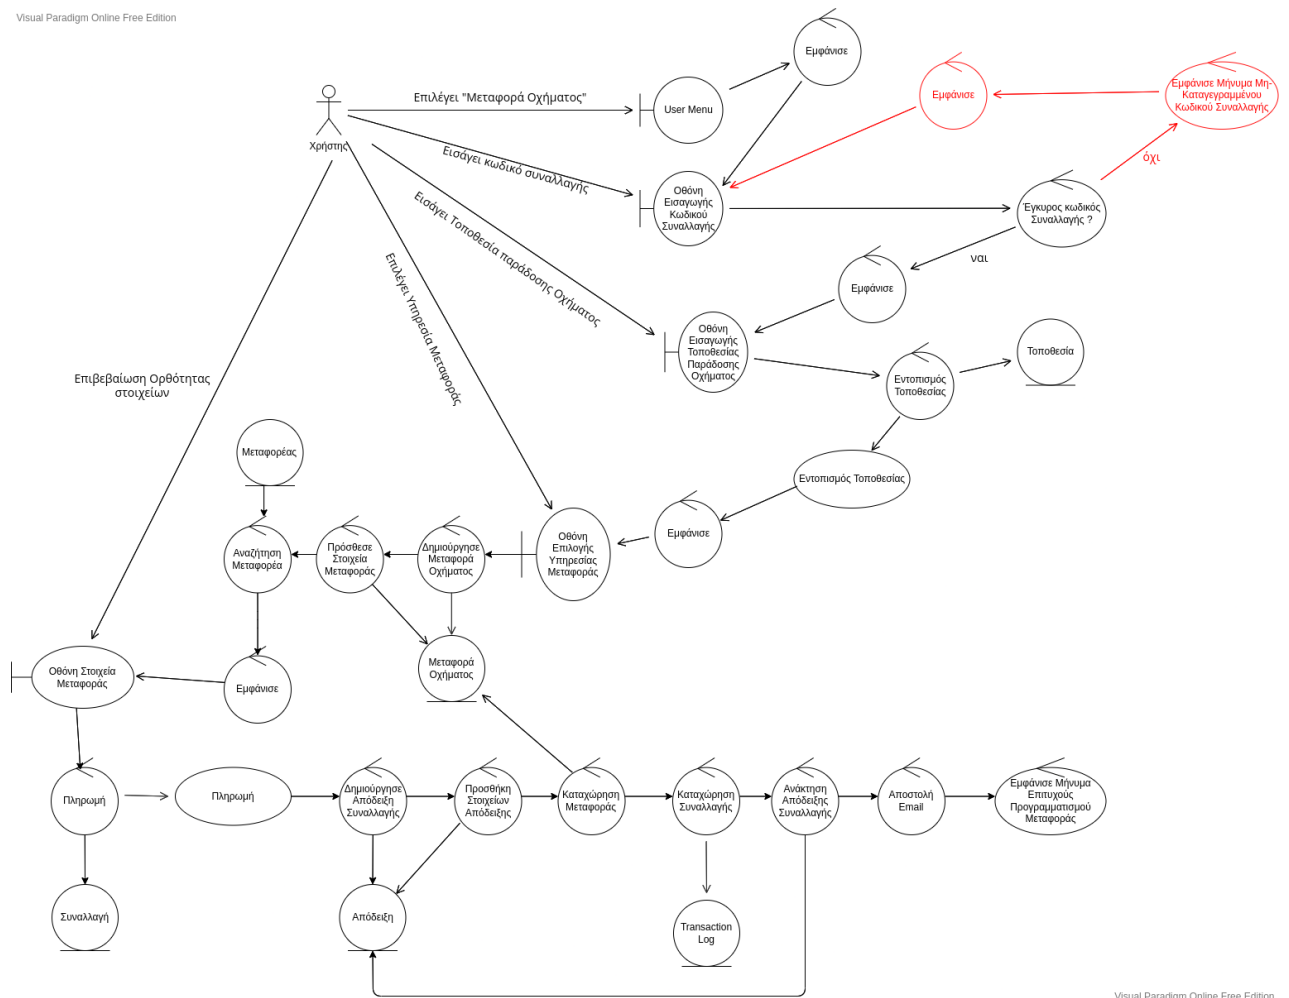 Visual Paradigm Online Free Edition
Εμφάνισε
Εμφάνισε
Εμφάνισε Μήνυμα Μη-
Καταγεγραμμένου
Κωδικού Συναλλαγής
Επιλέγει "Μεταφορά Οχήματος"
User Menu
Χρήστης
Εισάγει κωδικό συναλλαγής
όχι
Οθόνη
Εισαγωγής
Κωδικού
Συναλλαγής
Έγκυρος κωδικός
Συναλλαγής ?
Εισάγει Τοποθεσία παράδοσης Οχήματος
ναι
Εμφάνισε
Επιλέγει Υπηρεσία Μεταφοράς
Οθόνη
Εισαγωγής
Τοποθεσίας
Παράδοσης
Οχήματος
Τοποθεσία
Εντοπισμός
Τοποθεσίας
Επιβεβαίωση Ορθότητας
στοιχείων
Μεταφορέας
Εντοπισμός Τοποθεσίας
Εμφάνισε
Οθόνη
Επιλογής
Υπηρεσίας
Μεταφοράς
Δημιούργησε
Μεταφορά
Οχήματος
Πρόσθεσε
Στοιχεία
Μεταφοράς
Αναζήτηση
Μεταφορέα
Μεταφορά
Οχήματος
Οθόνη Στοιχεία
Μεταφοράς
Εμφάνισε
Πληρωμή
Πληρωμή
Δημιούργησε
Απόδειξη
Συναλλαγής
Προσθήκη
Στοιχείων
Απόδειξης
Καταχώρηση
Μεταφοράς
Καταχώρηση
Συναλλαγής
Ανάκτηση
Απόδειξης
Συναλλαγής
Αποστολή
Email
Εμφάνισε Μήνυμα
Επιτυχούς
Προγραμματισμού
Μεταφοράς
Συναλλαγή
Απόδειξη
Transaction
Log
Visual Paradigm Online Free Edition